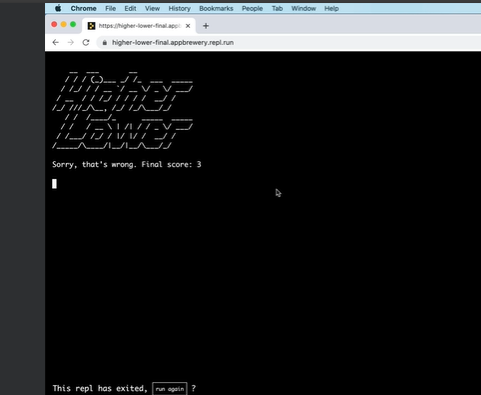 Chrome File Edit View History Bookmarks People Tab Window Help
https://higher-lower-final.appb
higher-lower-final.appbrewery.repl.run
Sorry, that's wrong. Final score: 3
This repl has exited, run again ?